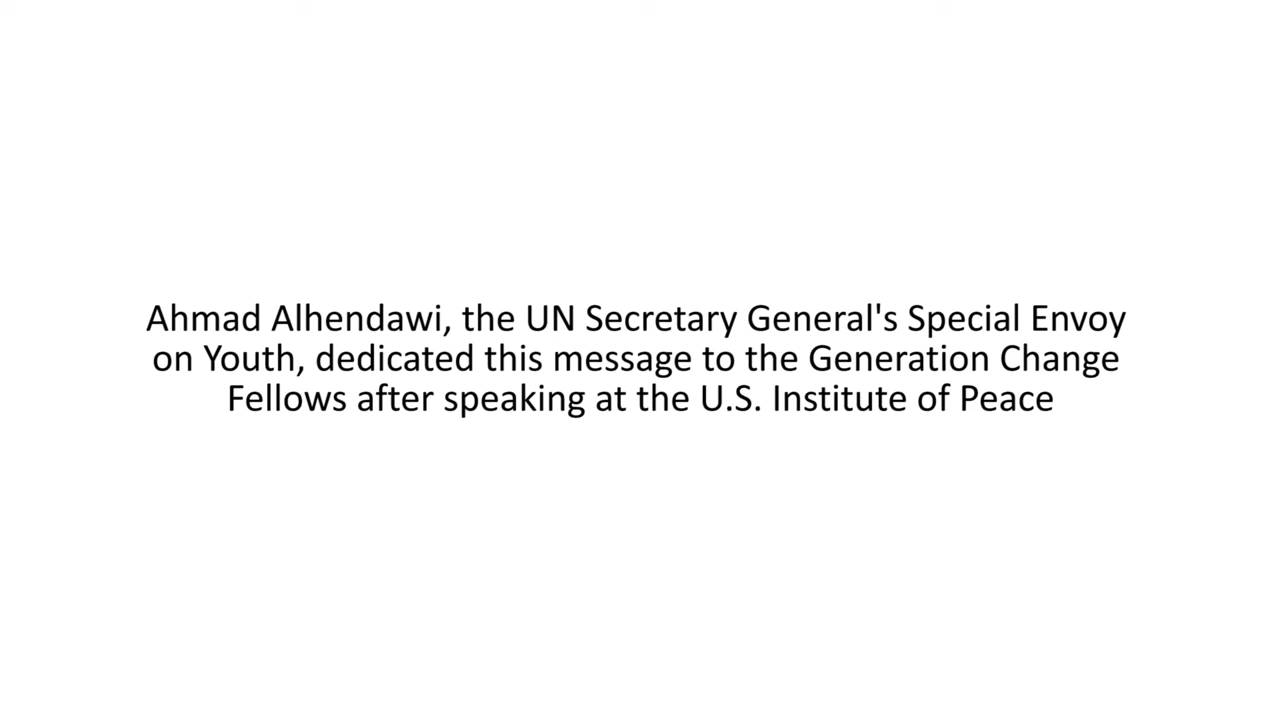 Ahmad Alhendawi, the UN Secretary General's Special Envoy
on Youth, dedicated this message to the Generation Change
Fellows after speaking at the U.S. Institute of Peace